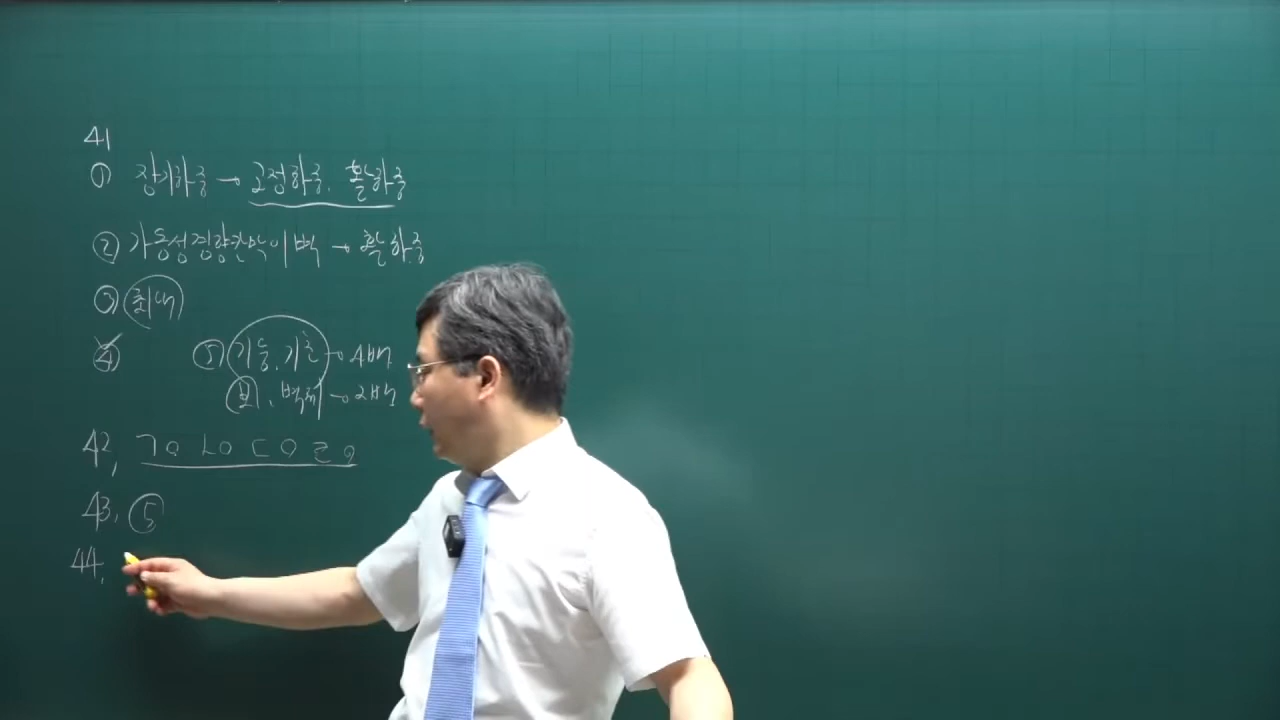 41
① 장기하중 → 고정하중, 활하중
② 가동성경량칸막이벽 → 활하중
③ 최대
④ ⑤ 기둥, 기초 → 4배
보, 벽체 → 2배
42, ㄱㅇ ㄴㅇ ㄷㅇ ㄹㅇ
43, ⑤
44,